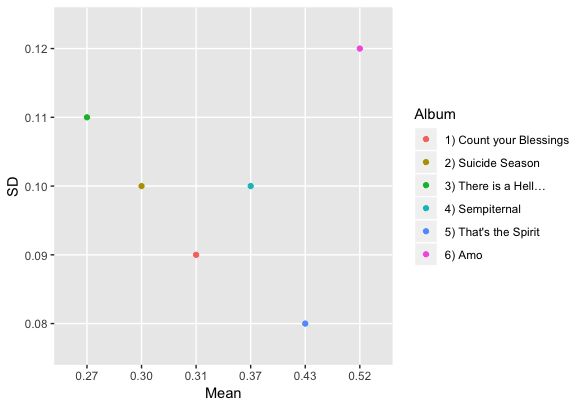 0.12
0.11
0.10
0.09
0.08
SD
0.27 0.30 0.31 0.37 0.43 0.52
Mean
Album
1) Count your Blessings
2) Suicide Season
3) There is a Hell…
4) Sempiternal
5) That's the Spirit
6) Amo